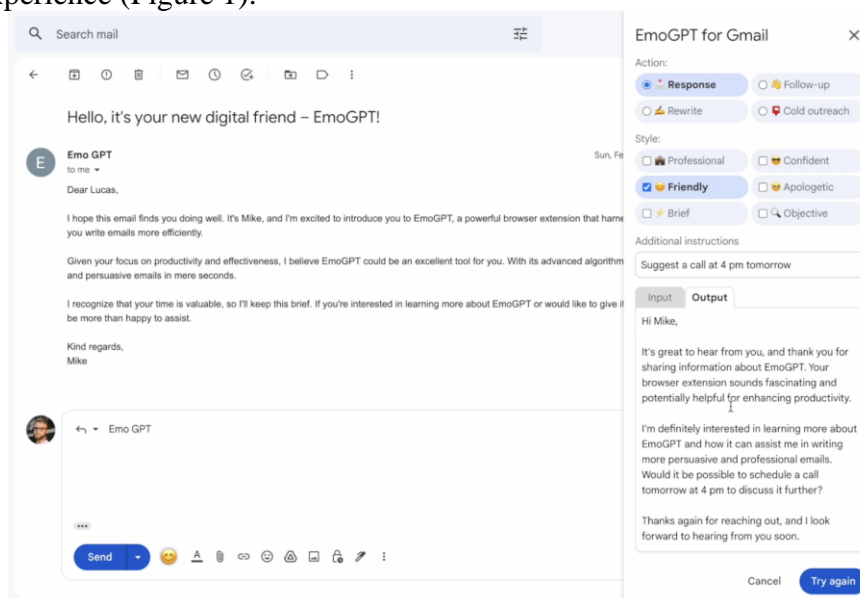 xperience (Figure 1).
Search mail
Hello, it's your new digital friend – EmoGPT!
E
Emo GPT
Sun, Fe
to me
Dear Lucas,
I hope this email finds you doing well. It's Mike, and I'm excited to introduce you to EmoGPT, a powerful browser extension that harne
you write emails more efficiently.
Given your focus on productivity and effectiveness, I believe EmoGPT could be an excellent tool for you. With its advanced algorithm
and persuasive emails in mere seconds.
I recognize that your time is valuable, so I'll keep this brief. If you're interested in learning more about EmoGPT or would like to give i
be more than happy to assist.
Kind regards,
Mike
Emo GPT
Send
EmoGPT for Gmail
Action:
Response
Follow-up
Rewrite
Cold outreach
Style:
Professional
Confident
Friendly
Apologetic
Brief
Objective
Additional instructions
Suggest a call at 4 pm tomorrow
Input
Output
Hi Mike,
It's great to hear from you, and thank you for
sharing information about EmoGPT. Your
browser extension sounds fascinating and
potentially helpful for enhancing productivity.
I'm definitely interested in learning more about
EmoGPT and how it can assist me in writing
more persuasive and professional emails.
Would it be possible to schedule a call
tomorrow at 4 pm to discuss it further?
Thanks again for reaching out, and I look
forward to hearing from you soon.
Cancel
Try again